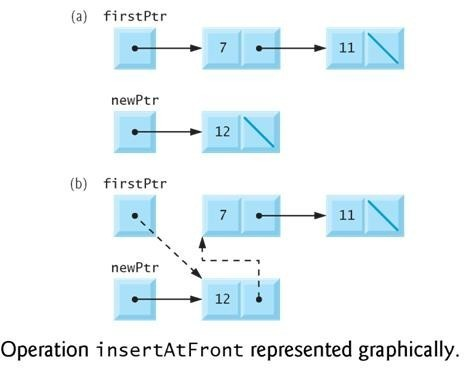 (a) firstPtr
7 11
newPtr
12
(b) firstPtr
7 11
newPtr
12
Operation insertAtFront represented graphically.